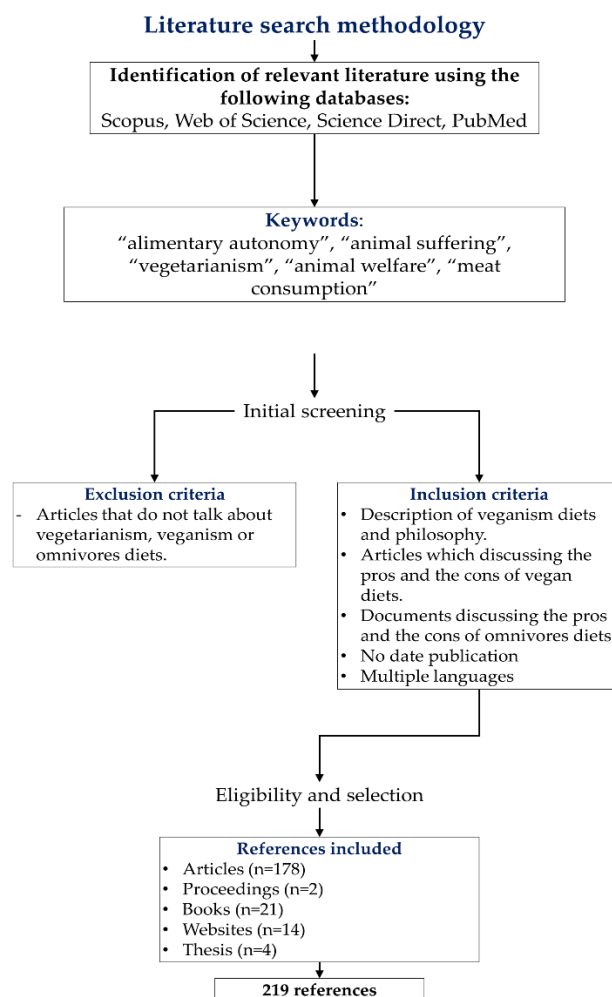 Literature search methodology
Identification of relevant literature using the
following databases:
Scopus, Web of Science, Science Direct, PubMed
Keywords:
“alimentary autonomy”, “animal suffering”,
“vegetarianism”, “animal welfare”, “meat
consumption”
Initial screening
Exclusion criteria
- Articles that do not talk about
vegetarianism, veganism or
omnivores diets.
Inclusion criteria
• Description of veganism diets
and philosophy.
• Articles which discussing the
pros and the cons of vegan
diets.
• Documents discussing the pros
and the cons of omnivores diets
• No date publication
• Multiple languages
Eligibility and selection
References included
• Articles (n=178)
• Proceedings (n=2)
• Books (n=21)
• Websites (n=14)
• Thesis (n=4)
219 references